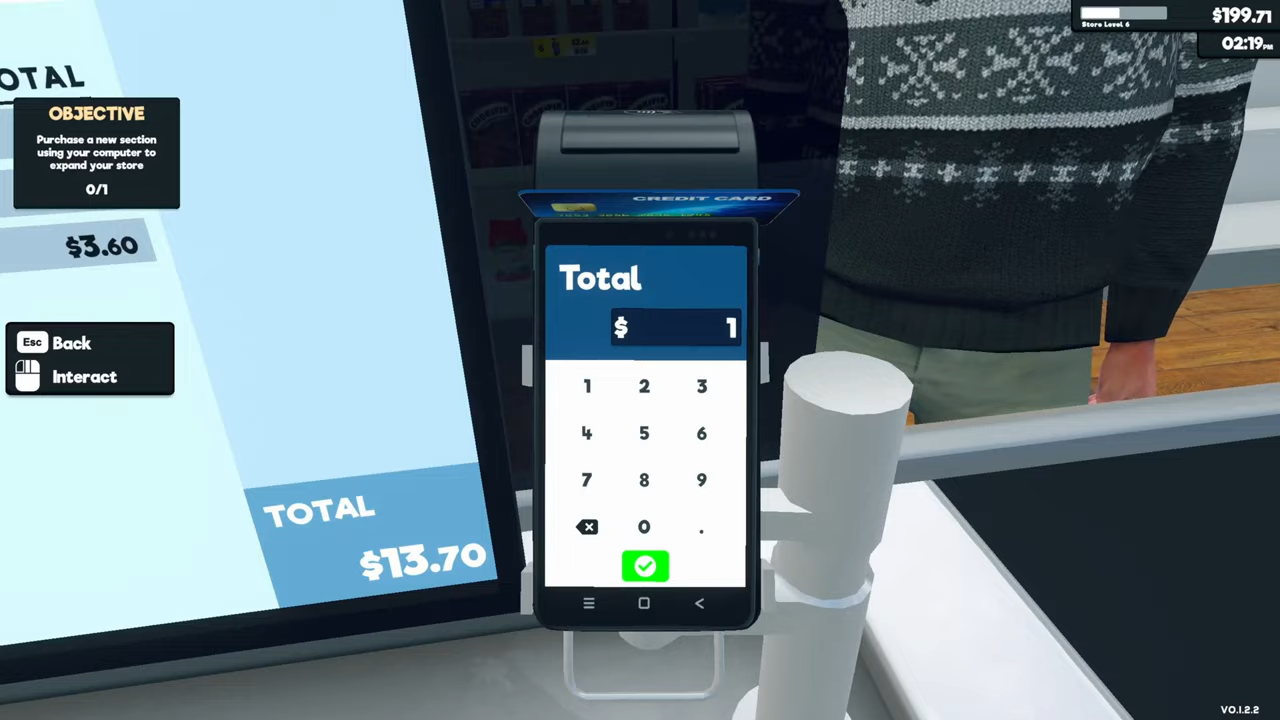 OTAL
OBJECTIVE
Purchase a new section
using your computer to
expand your store
0/1
$3.60
Esc Back
Interact
TOTAL
$13.70
CREDIT CARD
Total
$ 1
1 2 3
4 5 6
7 8 9
0 .
$199.71
Store Level 6
02:19PM
V0.1.2.2